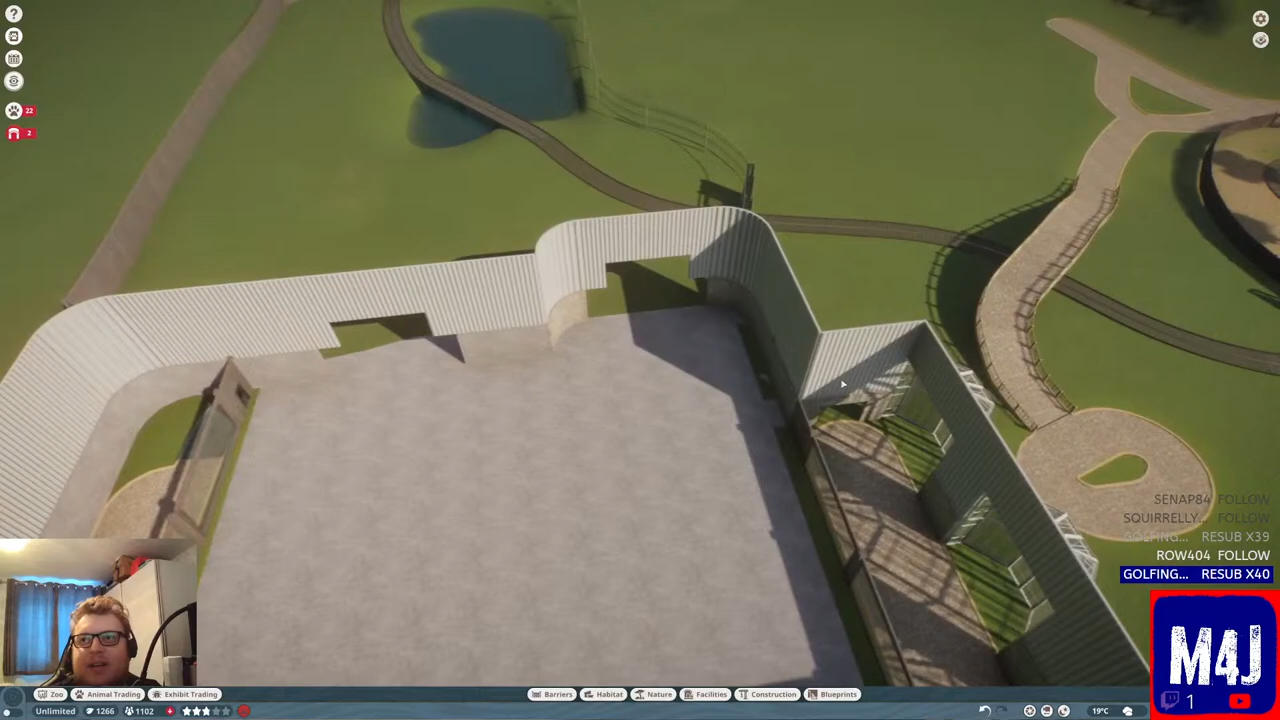 ?
22
2
SENAP84 FOLLOW
SQUIRRELLY... FOLLOW
GOLFING... RESUB X39
ROW404 FOLLOW
GOLFING... RESUB X40
M4J
1
Zoo
Animal Trading
Exhibit Trading
Barriers
Habitat
Nature
Facilities
Construction
Blueprints
Unlimited
1266
1102
19°C